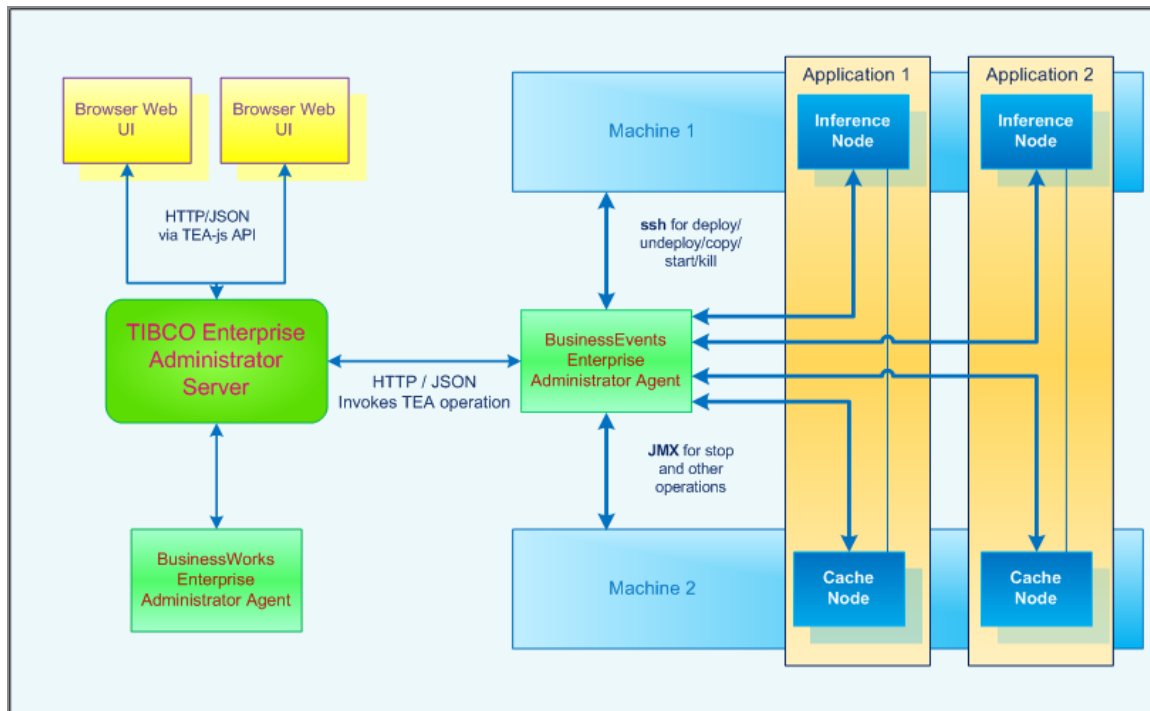 Browser Web
UI
Browser Web
UI
HTTP/JSON
via TEA-js API
TIBCO Enterprise
Administrator
Server
HTTP / JSON
Invokes TEA operation
BusinessWorks
Enterprise
Administrator Agent
BusinessEvents
Enterprise
Administrator Agent
Machine 1
ssh for deploy/
undeploy/copy/
start/kill
JMX for stop
and other
operations
Machine 2
Application 1
Inference
Node
Cache
Node
Application 2
Inference
Node
Cache
Node